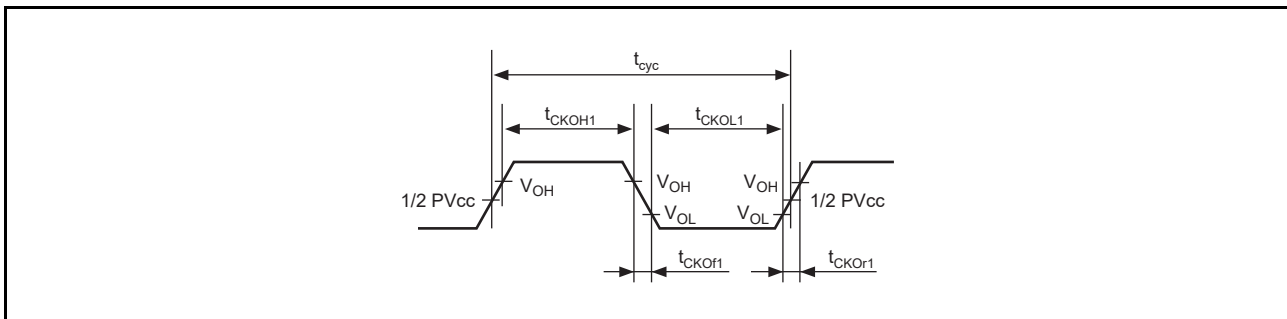 tcyc
tCKOH1 tCKOL1
VOH VOH VOH
1/2 PVcc 1/2 PVcc
VOL VOL
tCKOf1 tCKOr1